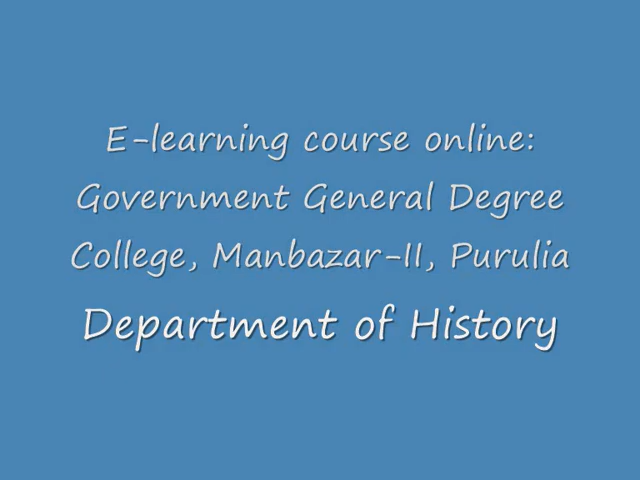 E-learning course online:
Government General Degree
College, Manbazar-II, Purulia
Department of History